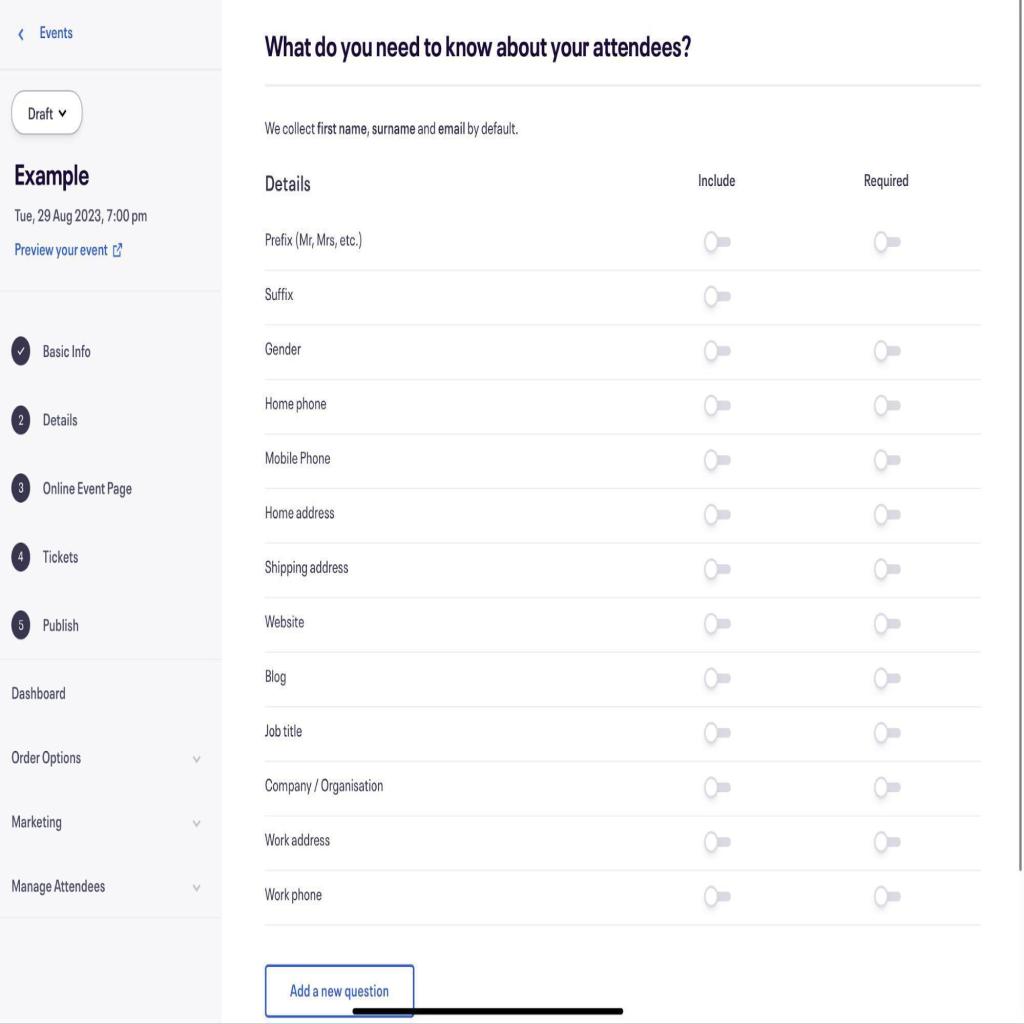 Events
Draft
Example
Tue, 29 Aug 2023, 7:00 pm
Preview your event
Basic Info
2 Details
3 Online Event Page
4 Tickets
5 Publish
Dashboard
Order Options
Marketing
Manage Attendees
What do you need to know about your attendees?
We collect first name, surname and email by default.
Details Include Required
Prefix (Mr, Mrs, etc.)
Suffix
Gender
Home phone
Mobile Phone
Home address
Shipping address
Website
Blog
Job title
Company / Organisation
Work address
Work phone
Add a new question